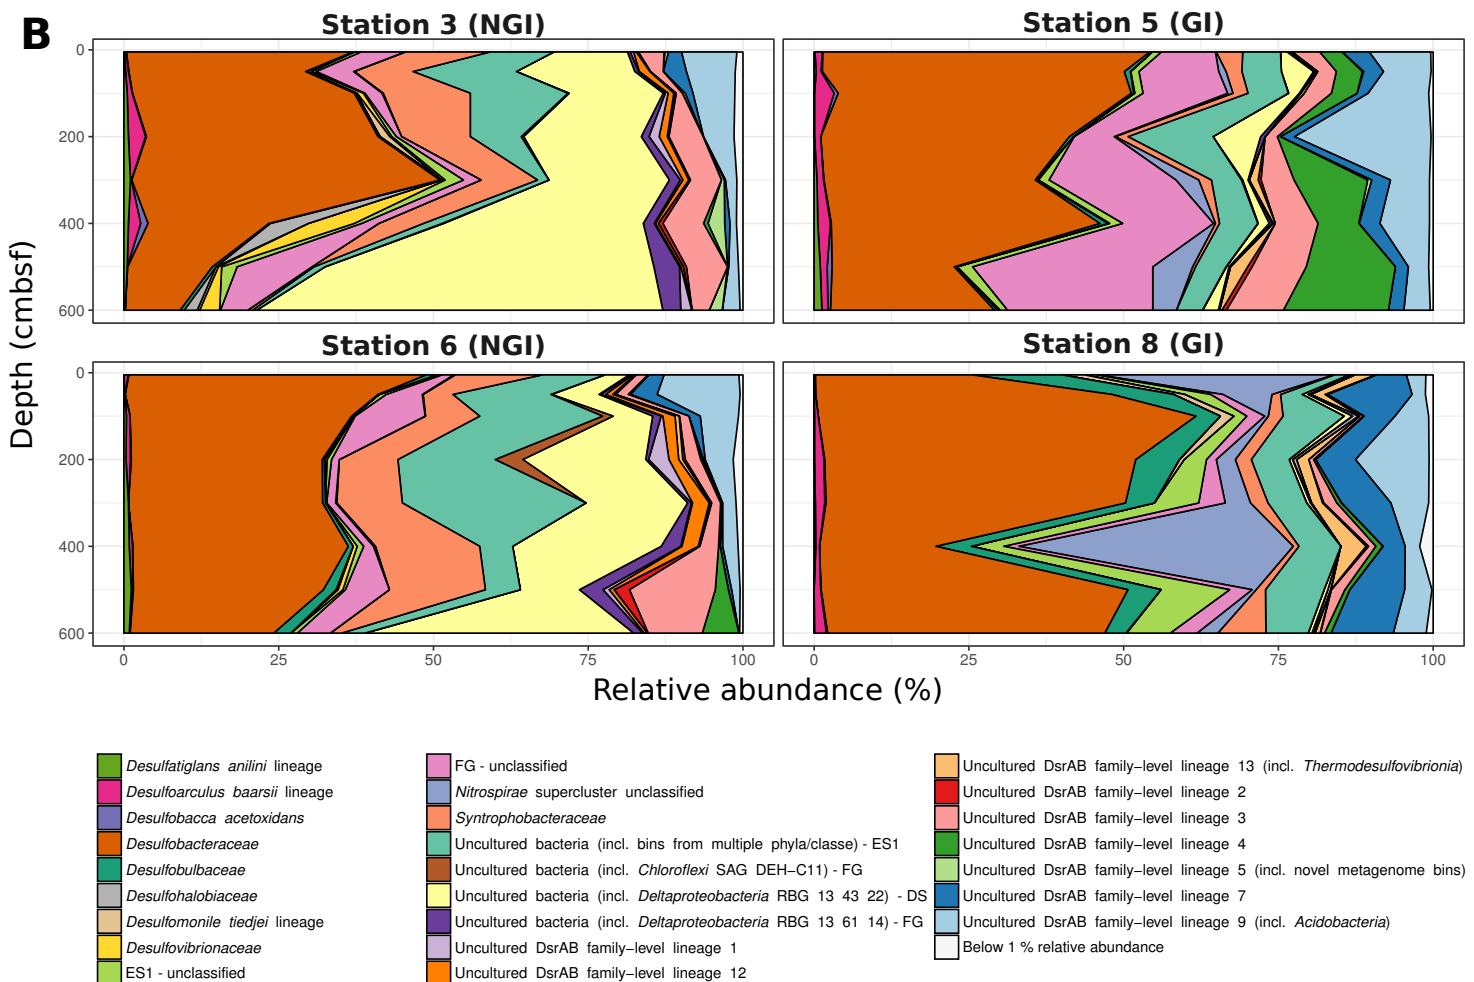 B
Station 3 (NGI)
Station 5 (GI)
0
200
400
600
Station 6 (NGI)
Station 8 (GI)
0
200
400
600
Depth (cmbsf)
0 25 50 75 100
0 25 50 75 100
Relative abundance (%)
Desulfatiglans anilini lineage
Desulfoarculus baarsii lineage
Desulfobacca acetoxidans
Desulfobacteraceae
Desulfobulbaceae
Desulfohalobiaceae
Desulfomonile tiedjei lineage
Desulfovibrionaceae
ES1 - unclassified
FG - unclassified
Nitrospirae supercluster unclassified
Syntrophobacteraceae
Uncultured bacteria (incl. bins from multiple phyla/classe) - ES1
Uncultured bacteria (incl. Chloroflexi SAG DEH−C11) - FG
Uncultured bacteria (incl. Deltaproteobacteria RBG 13 43 22) - DS
Uncultured bacteria (incl. Deltaproteobacteria RBG 13 61 14) - FG
Uncultured DsrAB family−level lineage 1
Uncultured DsrAB family−level lineage 12
Uncultured DsrAB family−level lineage 13 (incl. Thermodesulfovibrionia)
Uncultured DsrAB family−level lineage 2
Uncultured DsrAB family−level lineage 3
Uncultured DsrAB family−level lineage 4
Uncultured DsrAB family−level lineage 5 (incl. novel metagenome bins)
Uncultured DsrAB family−level lineage 7
Uncultured DsrAB family−level lineage 9 (incl. Acidobacteria)
Below 1 % relative abundance